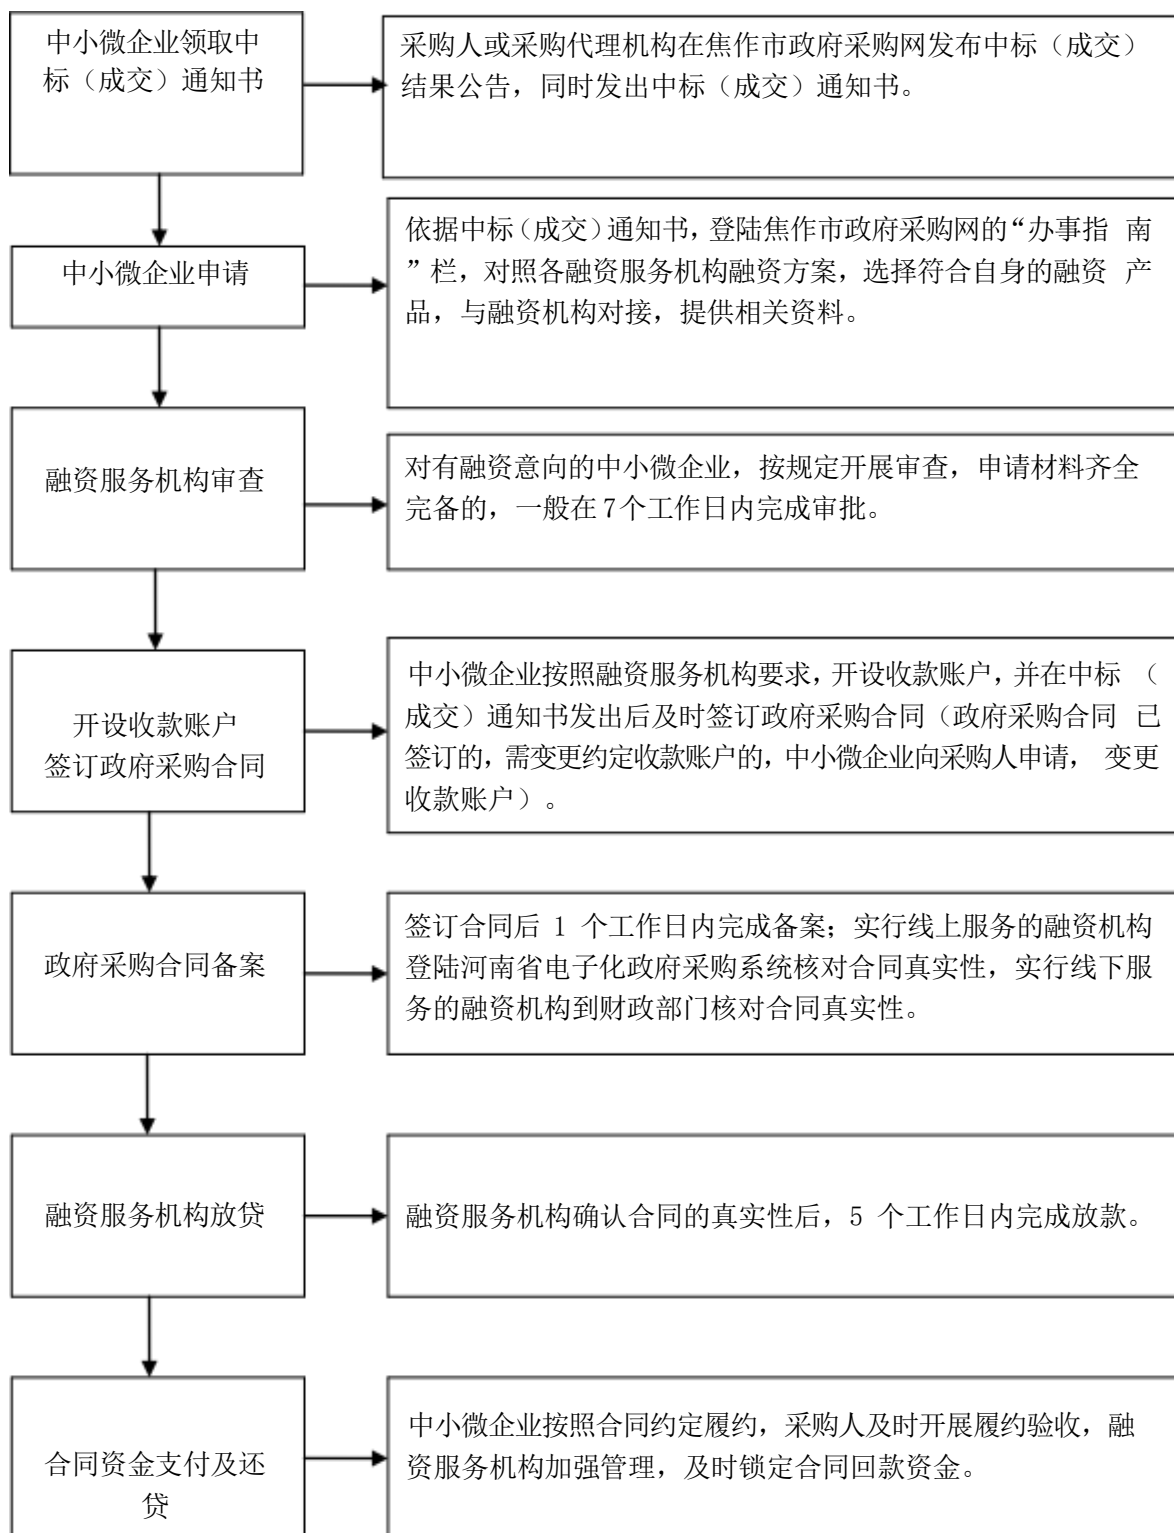 中小微企业领取中
标（成交）通知书
采购人或采购代理机构在焦作市政府采购网发布中标（成交）
结果公告，同时发出中标（成交）通知书。
中小微企业申请
依据中标（成交）通知书，登陆焦作市政府采购网的“办事指 南
”栏，对照各融资服务机构融资方案，选择符合自身的融资 产
品，与融资机构对接，提供相关资料。
融资服务机构审查
对有融资意向的中小微企业，按规定开展审查，申请材料齐全
完备的，一般在 7个工作日内完成审批。
开设收款账户
签订政府采购合同
中小微企业按照融资服务机构要求，开设收款账户，并在中标 （
成交）通知书发出后及时签订政府采购合同（政府采购合同 已
签订的，需变更约定收款账户的，中小微企业向采购人申请， 变更
收款账户）。
政府采购合同备案
签订合同后 1 个工作日内完成备案；实行线上服务的融资机构
登陆河南省电子化政府采购系统核对合同真实性，实行线下服
务的融资机构到财政部门核对合同真实性。
融资服务机构放贷
融资服务机构确认合同的真实性后，5 个工作日内完成放款。
合同资金支付及还
贷
中小微企业按照合同约定履约，采购人及时开展履约验收，融
资服务机构加强管理，及时锁定合同回款资金。